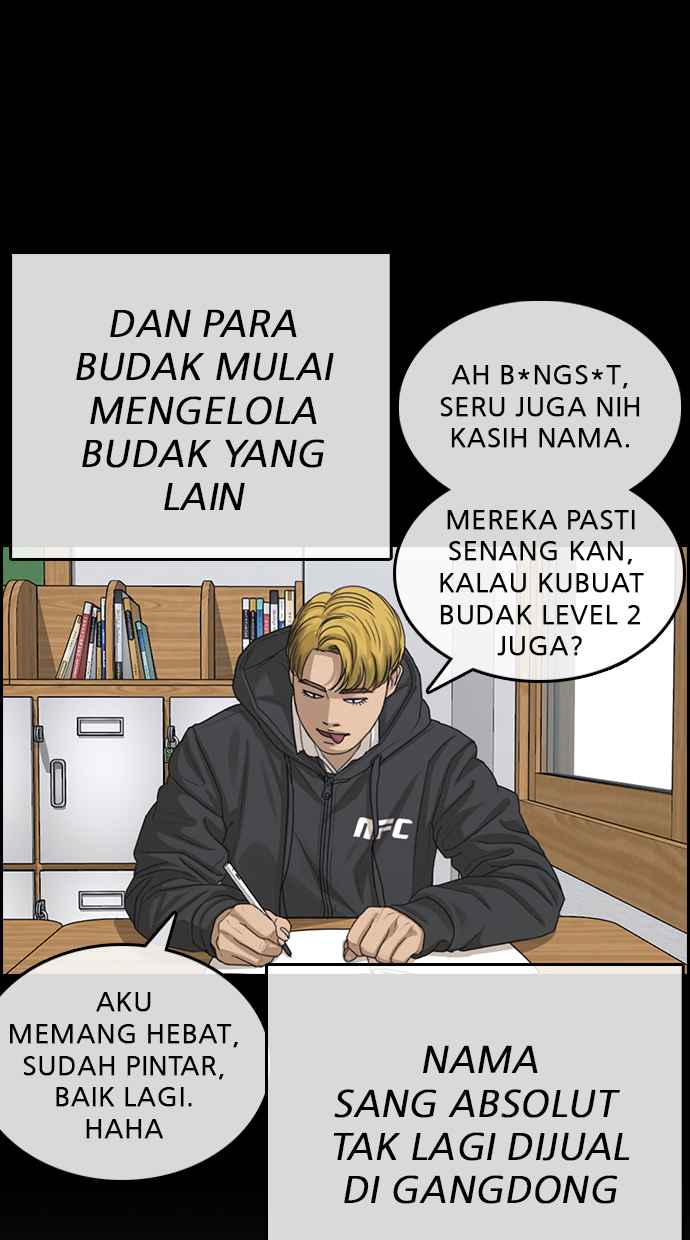 DAN PARA
BUDAK MULAI
MENGELOLA
BUDAK YANG
LAIN
AH B*NGS*T,
SERU JUGA NIH
KASIH NAMA.
MEREKA PASTI
SENANG KAN,
KALAU KUBUAT
BUDAK LEVEL 2
JUGA?
NFC
AKU
MEMANG HEBAT,
SUDAH PINTAR,
BAIK LAGI.
HAHA
NAMA
SANG ABSOLUT
TAK LAGI DIJUAL
DI GANGDONG